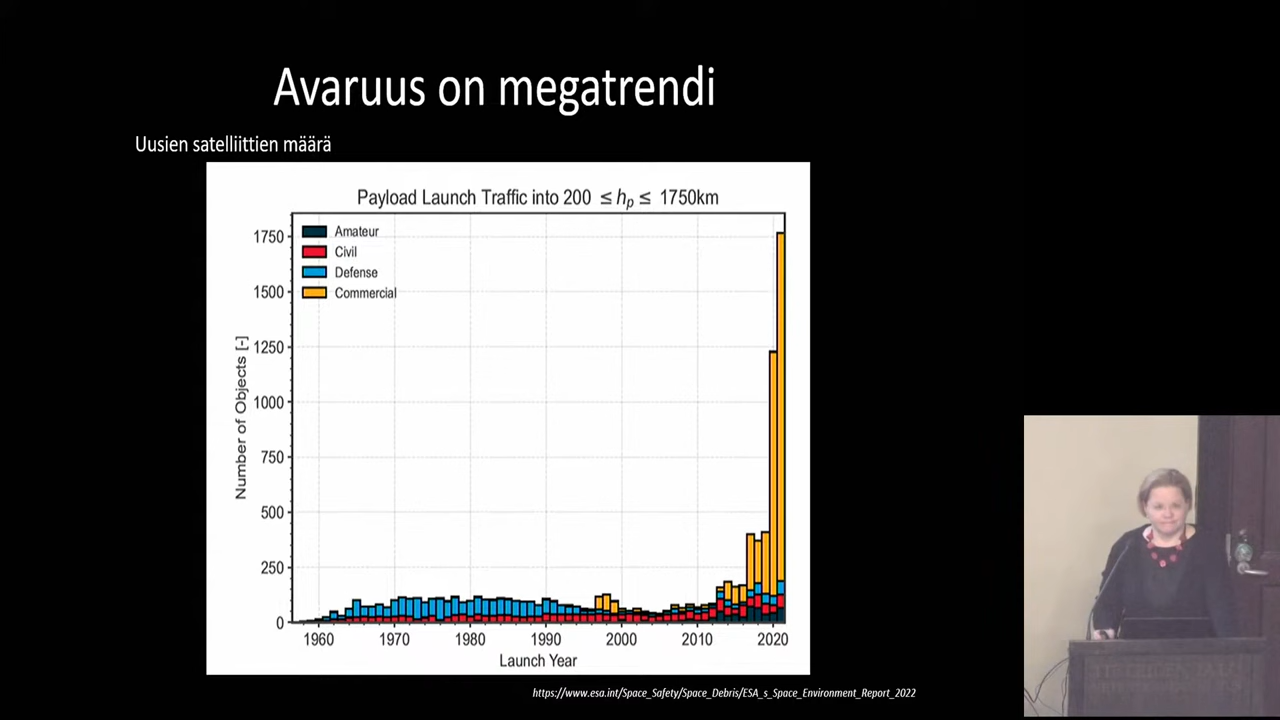 Avaruus on megatrendi
Uusien satelliittien määrä
Payload Launch Traffic into 200 ≤ hp ≤ 1750km
Amateur
Civil
Defense
Commercial
Number of Objects [-]
1750
1500
1250
1000
750
500
250
0
1960 1970 1980 1990 2000 2010 2020
Launch Year
https://www.esa.int/Space_Safety/Space_Debris/ESA_s_Space_Environment_Report_2022